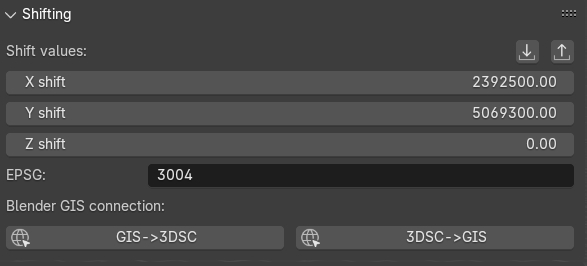 Shifting
Shift values:
X shift 2392500.00
Y shift 5069300.00
Z shift 0.00
EPSG: 3004
Blender GIS connection:
GIS->3DSC 3DSC->GIS